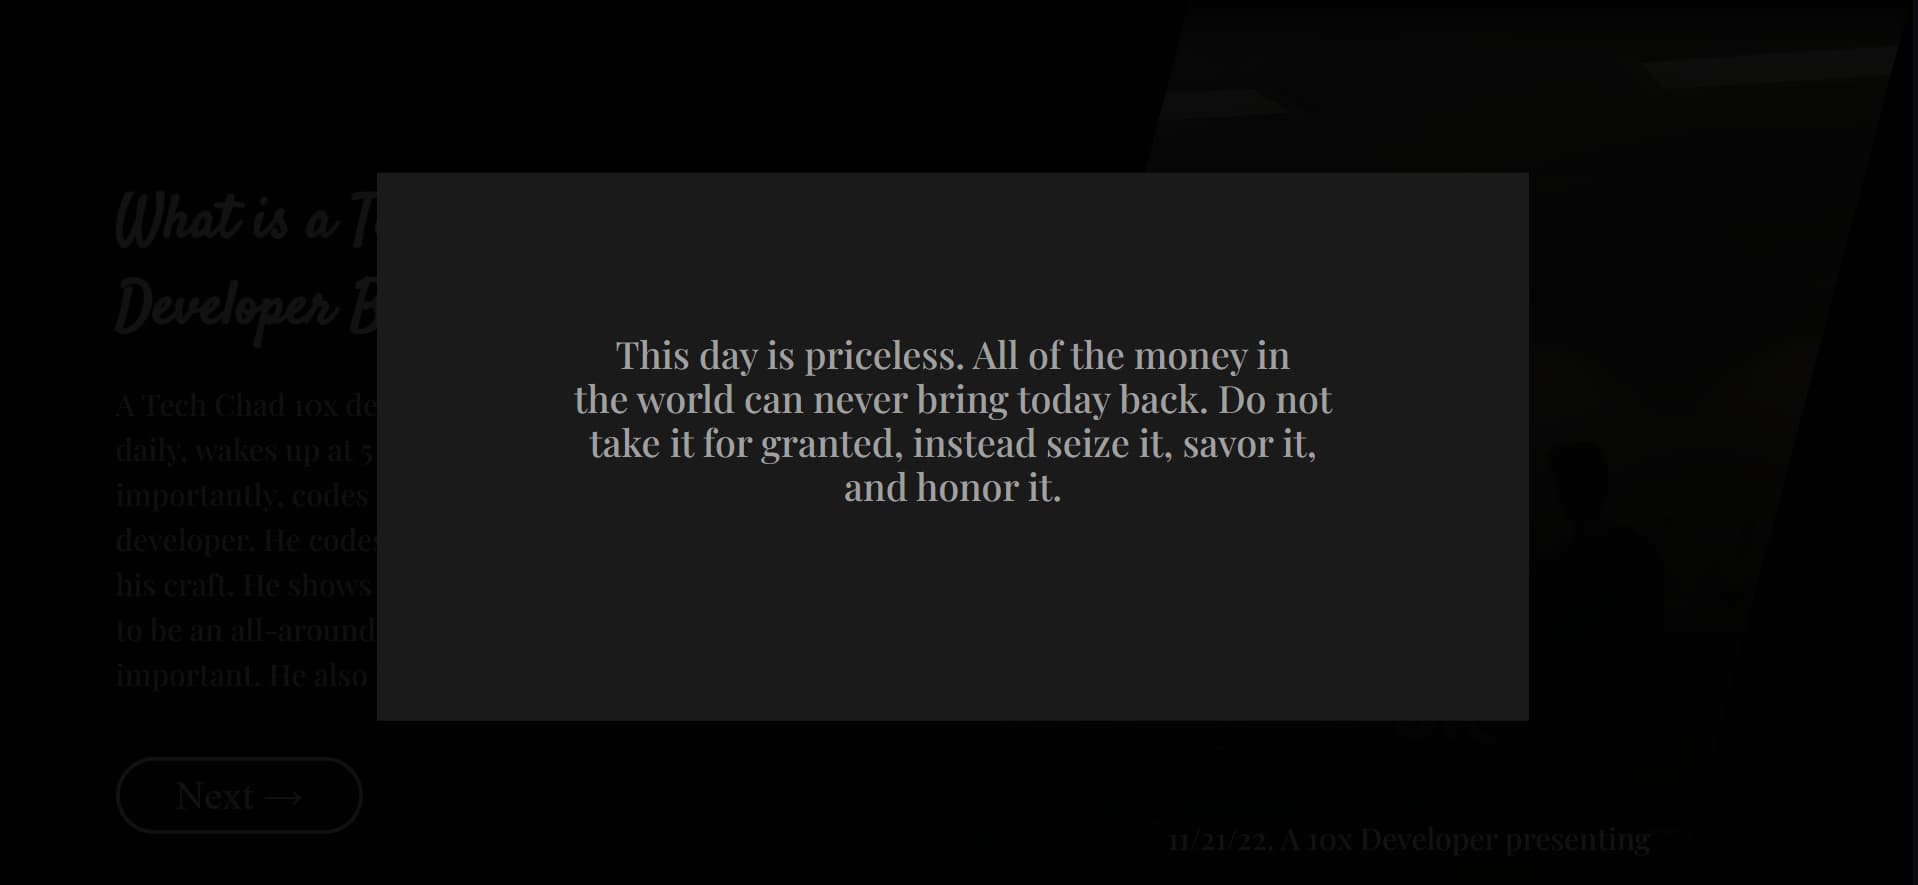 What is a
Developer
A Tech Chad 10x
daily, wakes up at 5
importantly, codes
developer. He codes
his craft. He shows
to be an all-around
important. He also
Next →
This day is priceless. All of the money in
the world can never bring today back. Do not
take it for granted, instead seize it, savor it,
and honor it.
11/21/22. A 10x Developer presenting